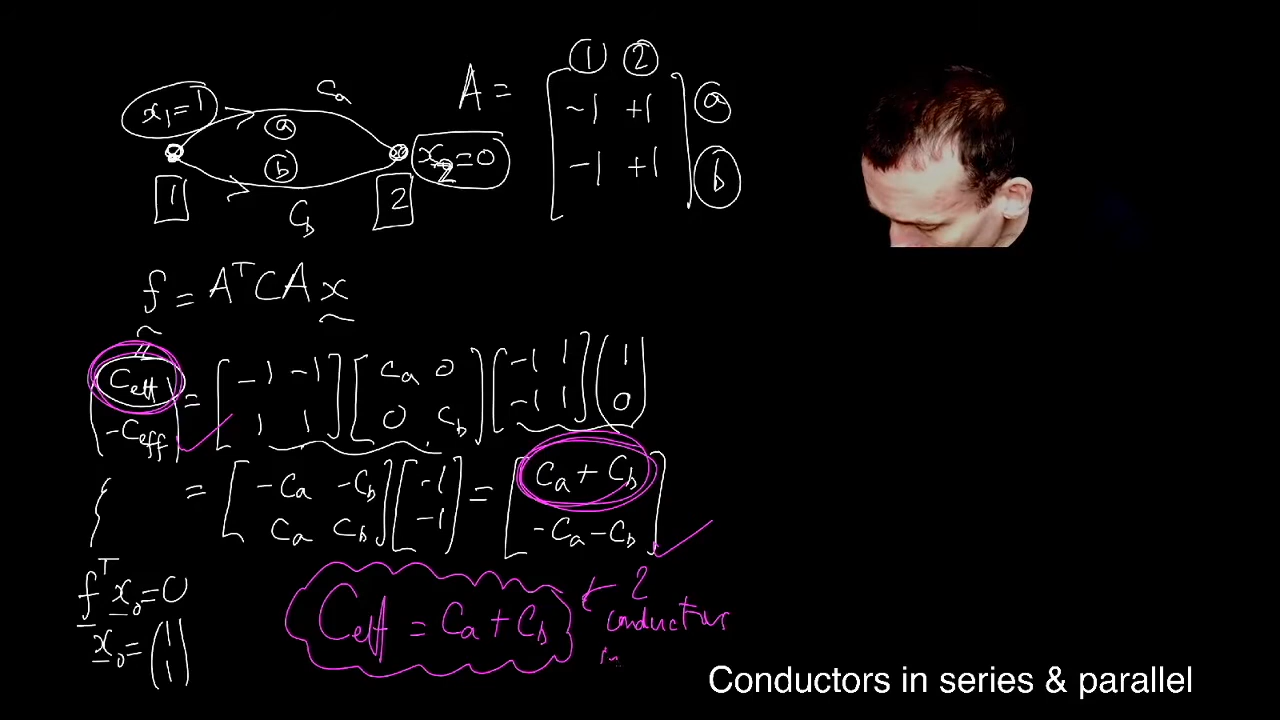 ① ②
x₁=1 Cₐ A = [ -1 +1 ] ⓐ
ⓐ
ⓑ x₂=0 [ -1 +1 ] ⓑ
1 2
C_b
f = AᵀCA x
[ C_eff ; -C_eff ] = [ -1 -1 ; 1 1 ] [ Cₐ 0 ; 0 C_b ] [ -1 1 ; -1 1 ] ( 1 ; 0 )
= [ -Cₐ -C_b ; Cₐ C_b ] [ -1 ; -1 ] = [ Cₐ + C_b ; -Cₐ - C_b ]
fᵀx₀ = 0
x₀ = ( 1 ; 1 )
C_eff = Cₐ + C_b ← 2
conductors
in
Conductors in series & parallel